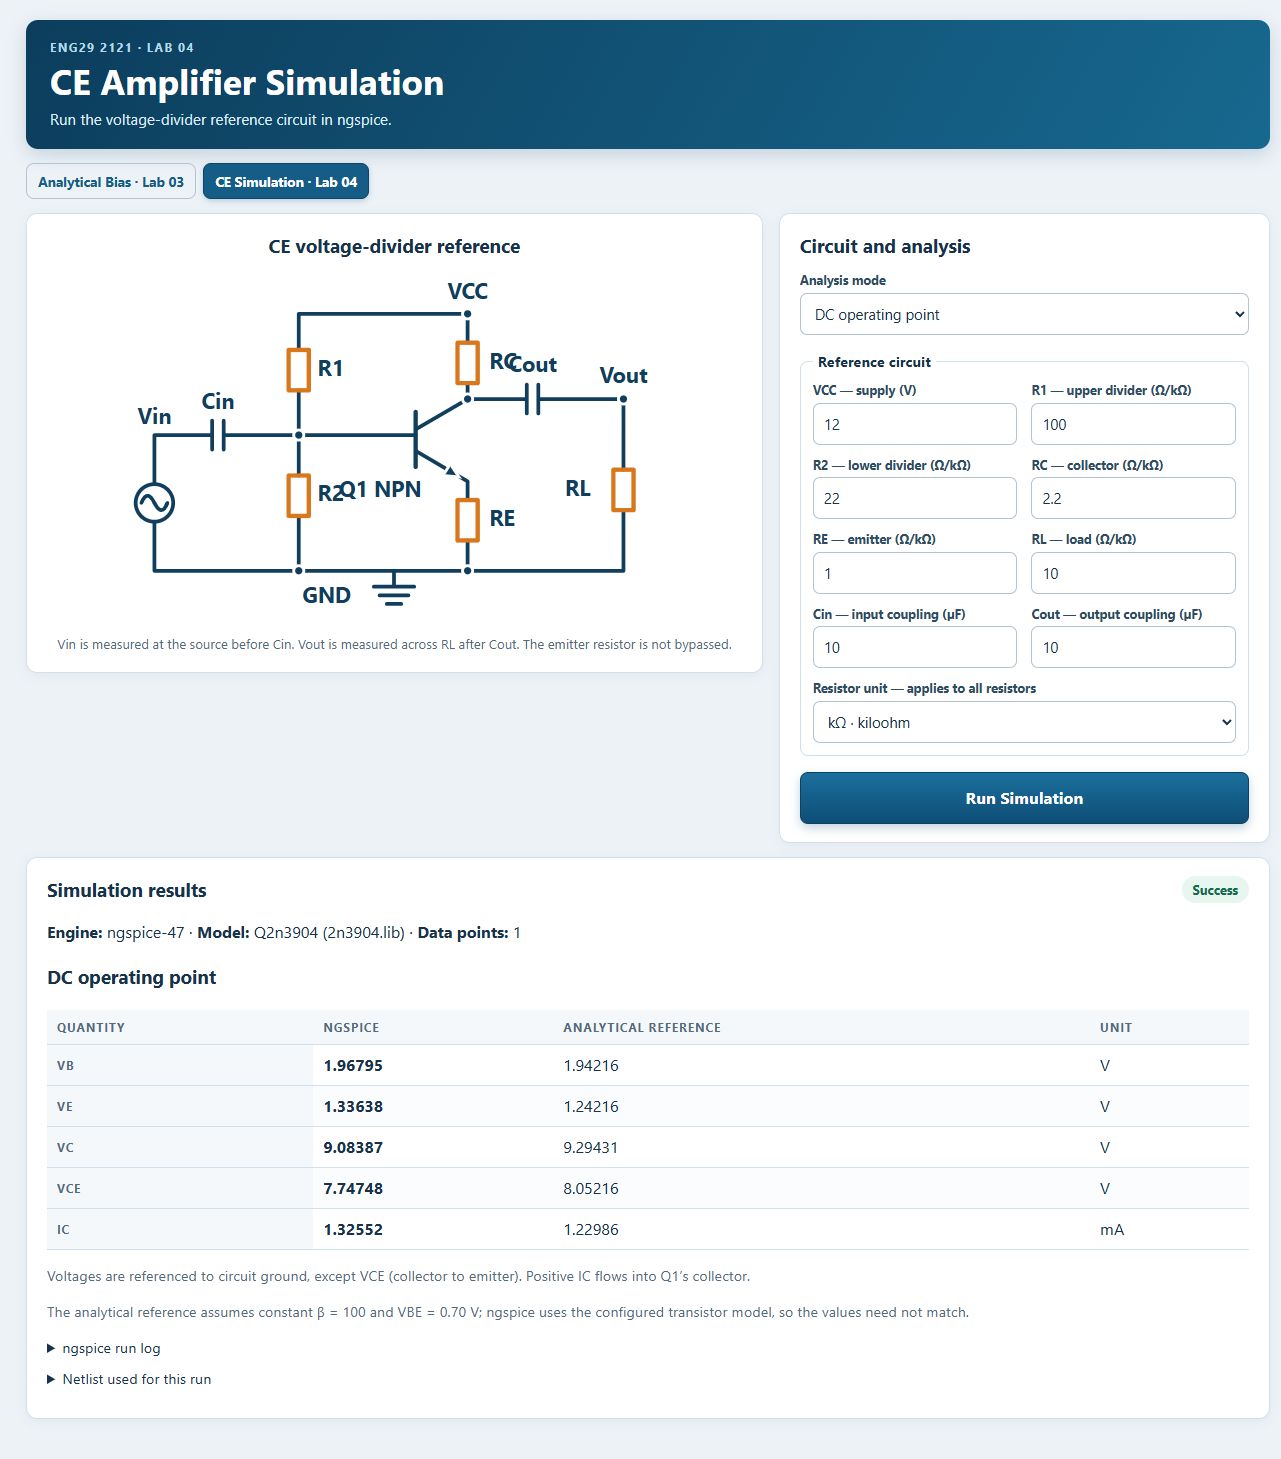 ENG29 2121 · LAB 04
CE Amplifier Simulation
Run the voltage-divider reference circuit in ngspice.
Analytical Bias · Lab 03
CE Simulation · Lab 04
CE voltage-divider reference
VCC
R1
RC
Cout
Vout
Cin
Vin
R2
Q1 NPN
RL
RE
GND
Vin is measured at the source before Cin. Vout is measured across RL after Cout. The emitter resistor is not bypassed.
Circuit and analysis
Analysis mode
DC operating point
Reference circuit
VCC — supply (V)
12
R1 — upper divider (Ω/kΩ)
100
R2 — lower divider (Ω/kΩ)
22
RC — collector (Ω/kΩ)
2.2
RE — emitter (Ω/kΩ)
1
RL — load (Ω/kΩ)
10
Cin — input coupling (µF)
10
Cout — output coupling (µF)
10
Resistor unit — applies to all resistors
kΩ · kiloohm
Run Simulation
Simulation results
Success
Engine: ngspice-47 · Model: Q2n3904 (2n3904.lib) · Data points: 1
DC operating point
QUANTITY NGSPICE ANALYTICAL REFERENCE UNIT
VB 1.96795 1.94216 V
VE 1.33638 1.24216 V
VC 9.08387 9.29431 V
VCE 7.74748 8.05216 V
IC 1.32552 1.22986 mA
Voltages are referenced to circuit ground, except VCE (collector to emitter). Positive IC flows into Q1’s collector.
The analytical reference assumes constant β = 100 and VBE = 0.70 V; ngspice uses the configured transistor model, so the values need not match.
ngspice run log
Netlist used for this run